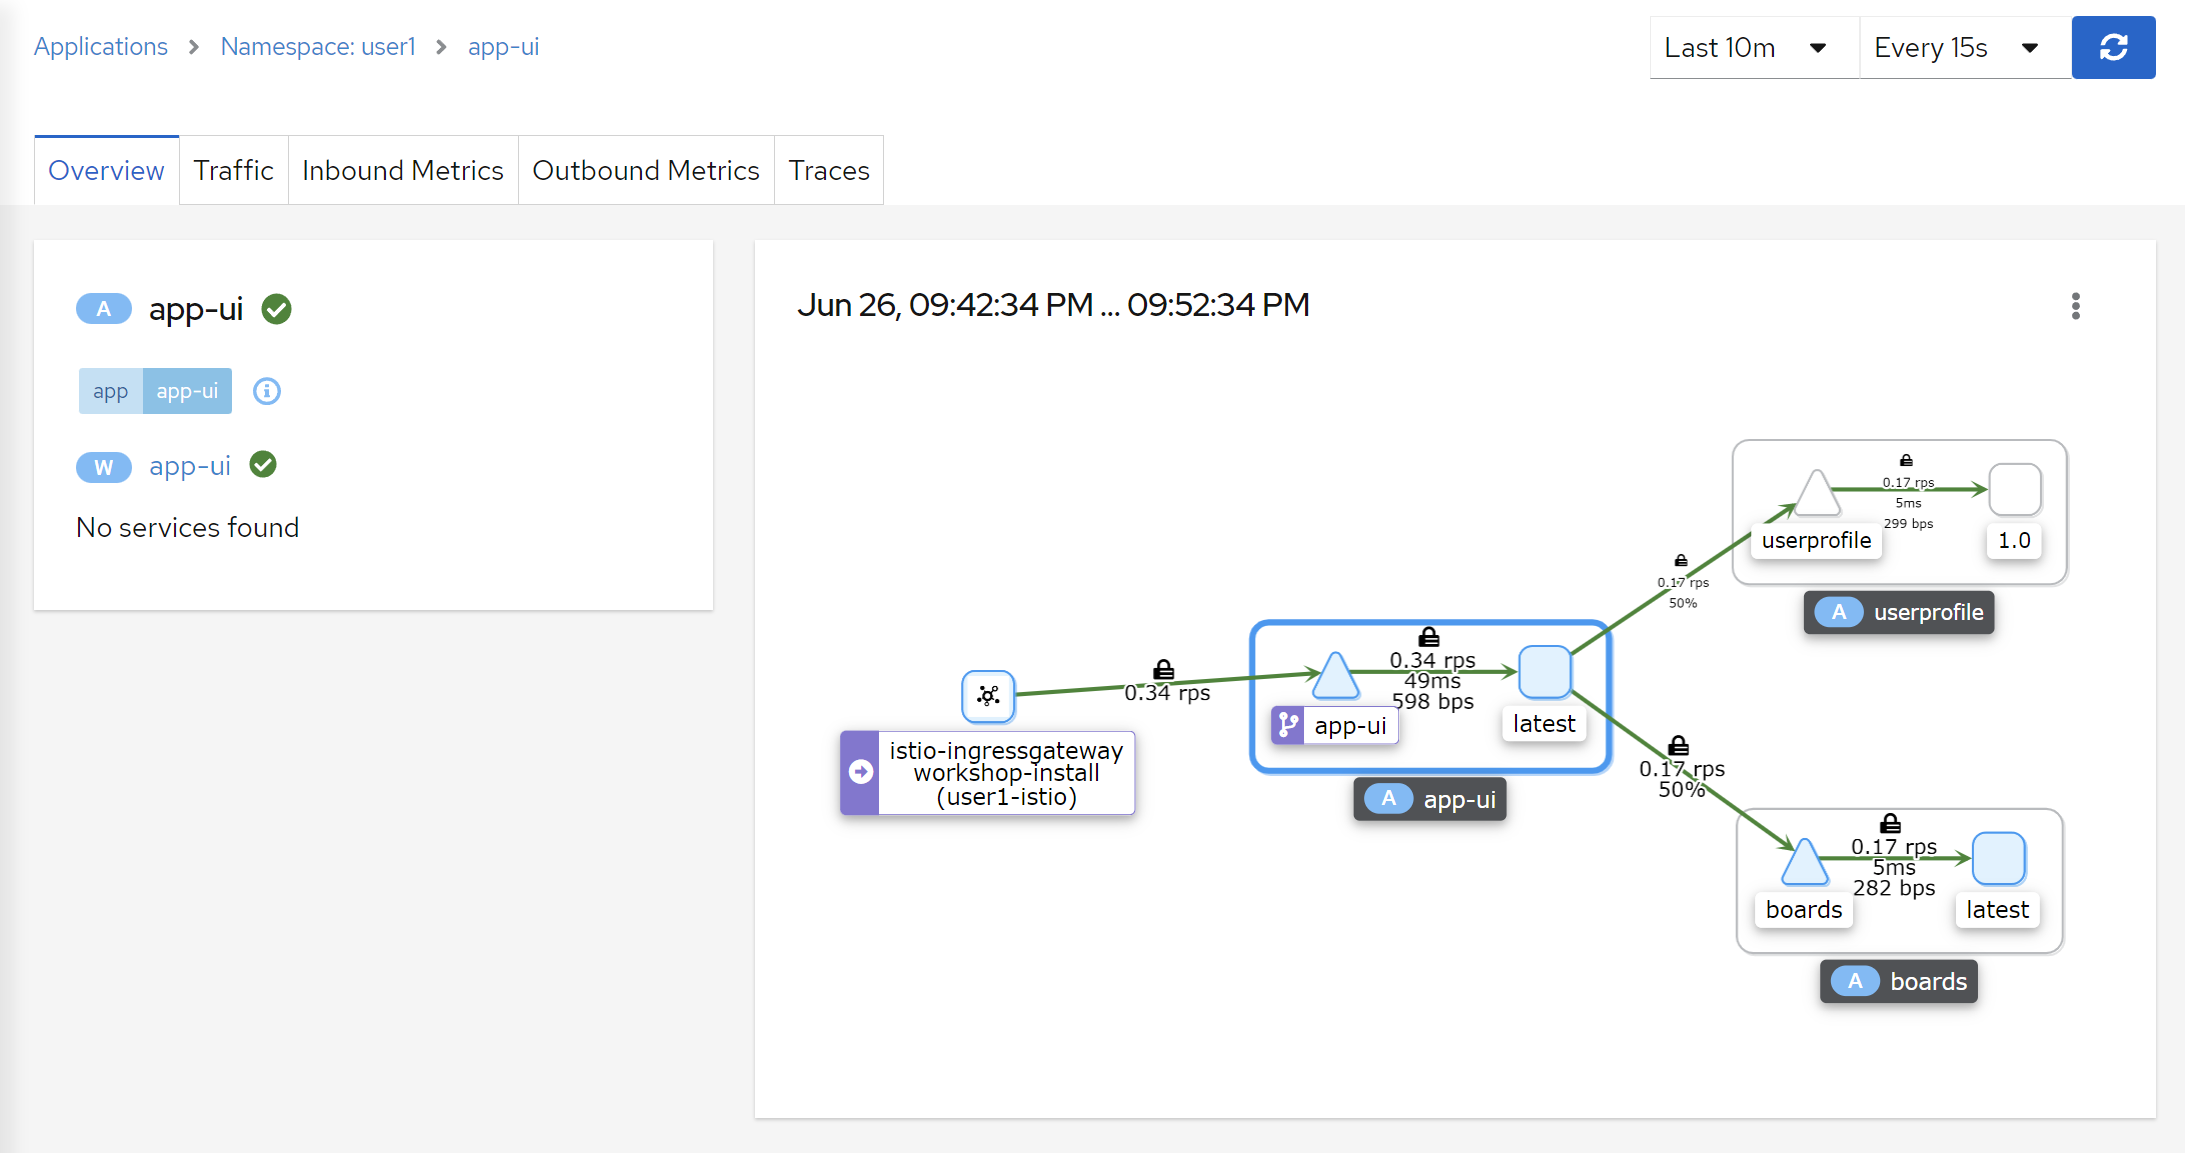 Applications > Namespace: user1 > app-ui
Last 10m
Every 15s
Overview
Traffic
Inbound Metrics
Outbound Metrics
Traces
A app-ui
app app-ui
W app-ui
No services found
Jun 26, 09:42:34 PM ... 09:52:34 PM
0.17 rps
5ms
299 bps
userprofile
1.0
A userprofile
0.17 rps
50%
istio-ingressgateway
workshop-install
(user1-istio)
0.34 rps
0.34 rps
49ms
598 bps
app-ui
latest
A app-ui
0.17 rps
50%
0.17 rps
5ms
282 bps
boards
latest
A boards